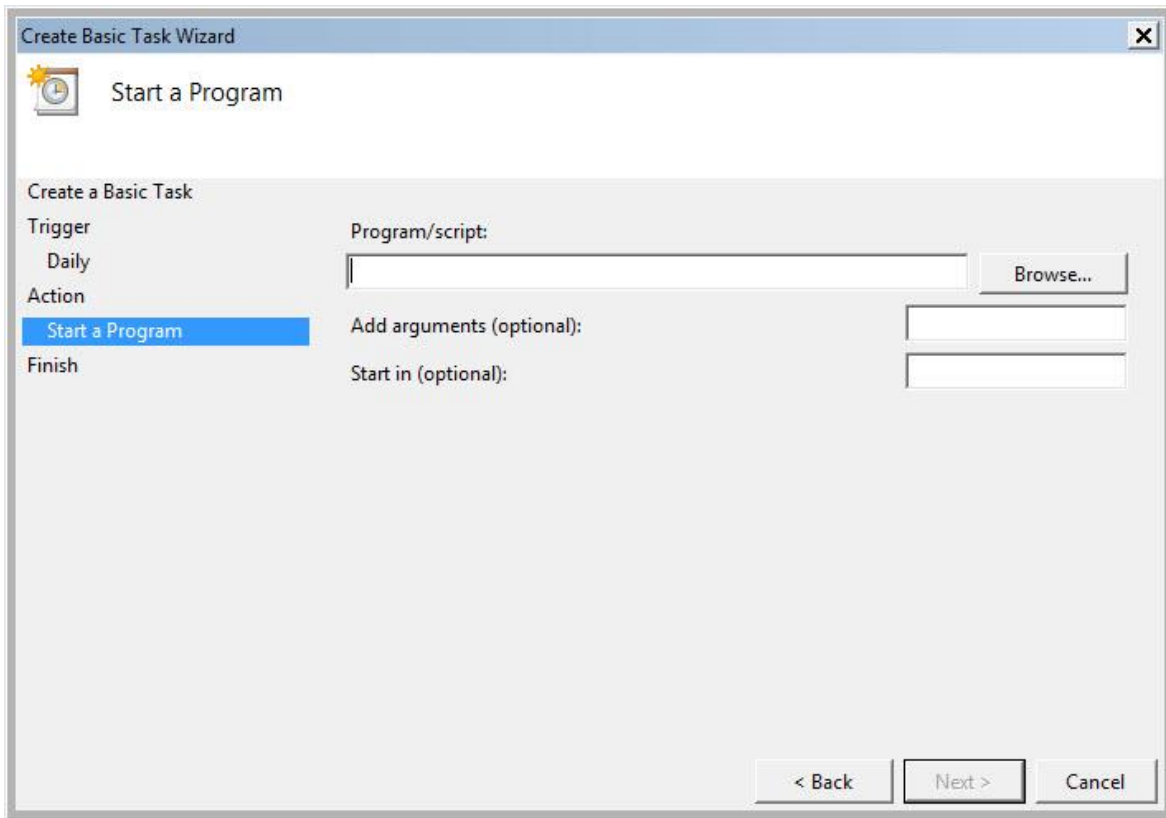 Create Basic Task Wizard
Start a Program
Create a Basic Task
Trigger
Daily
Action
Start a Program
Finish
Program/script:
Browse...
Add arguments (optional):
Start in (optional):
< Back
Next >
Cancel